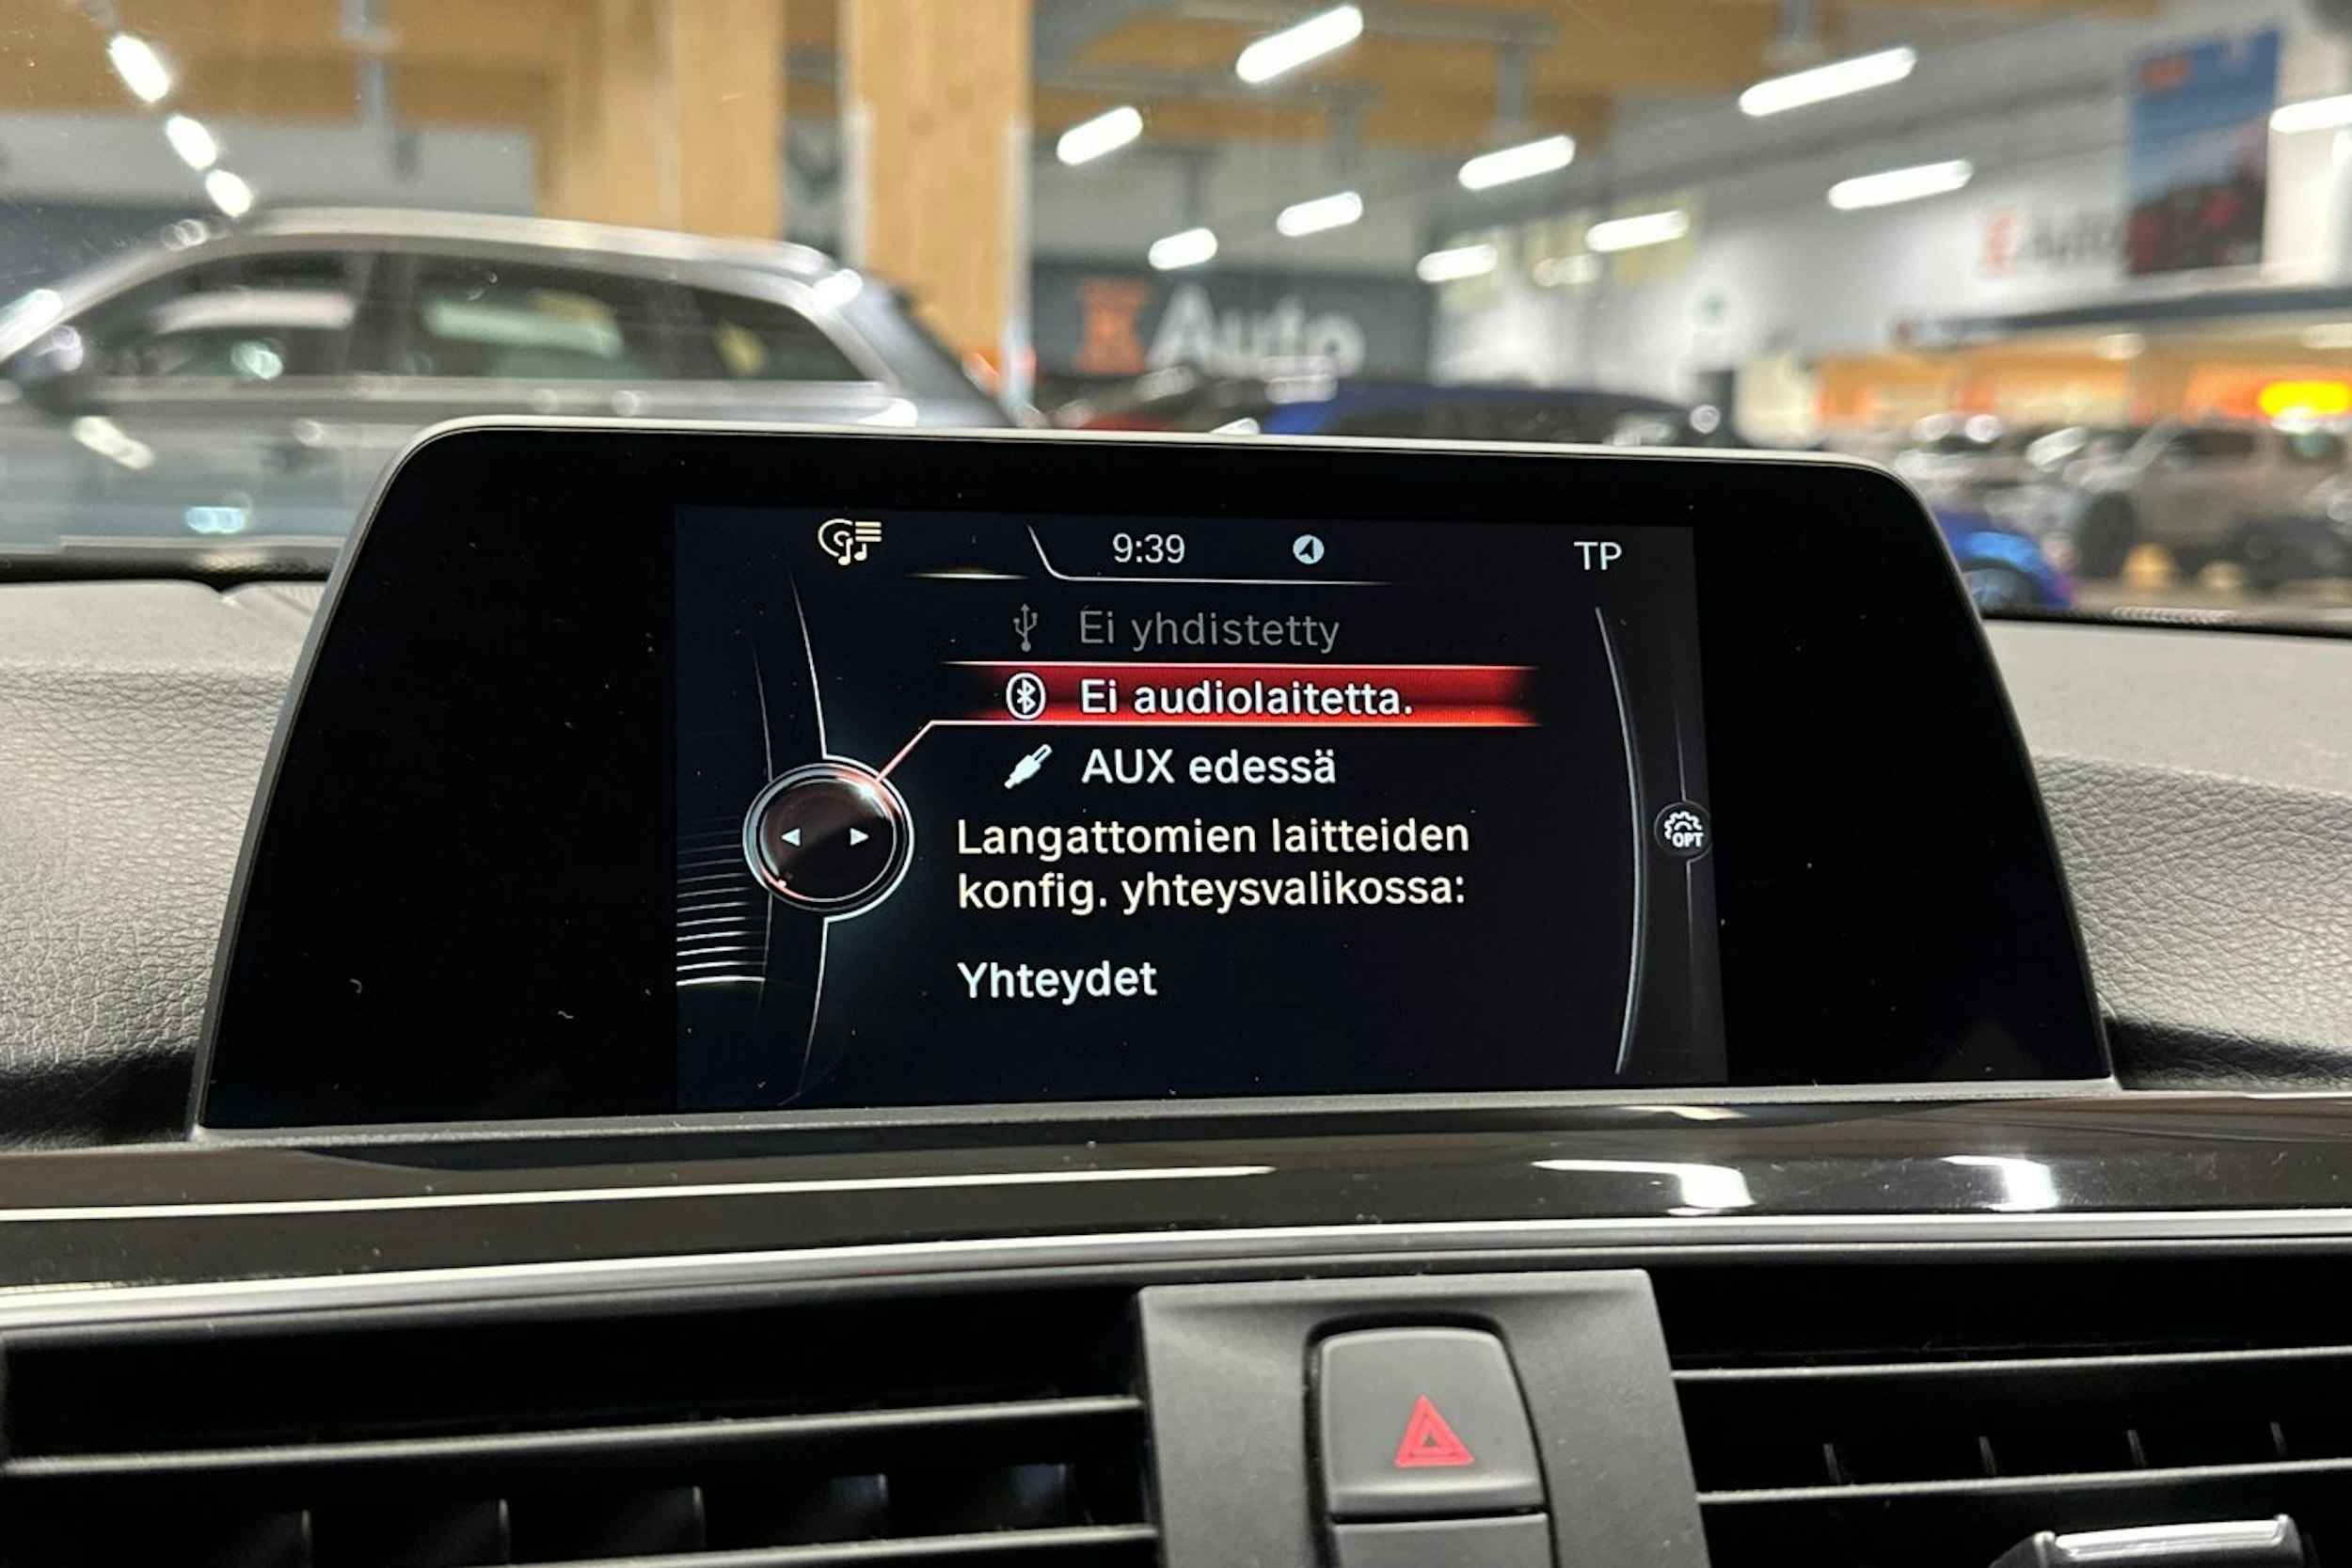 K Auto
9:39
TP
Ei yhdistetty
Ei audiolaitetta.
AUX edessä
Langattomien laitteiden
konfig. yhteysvalikossa:
OPT
Yhteydet